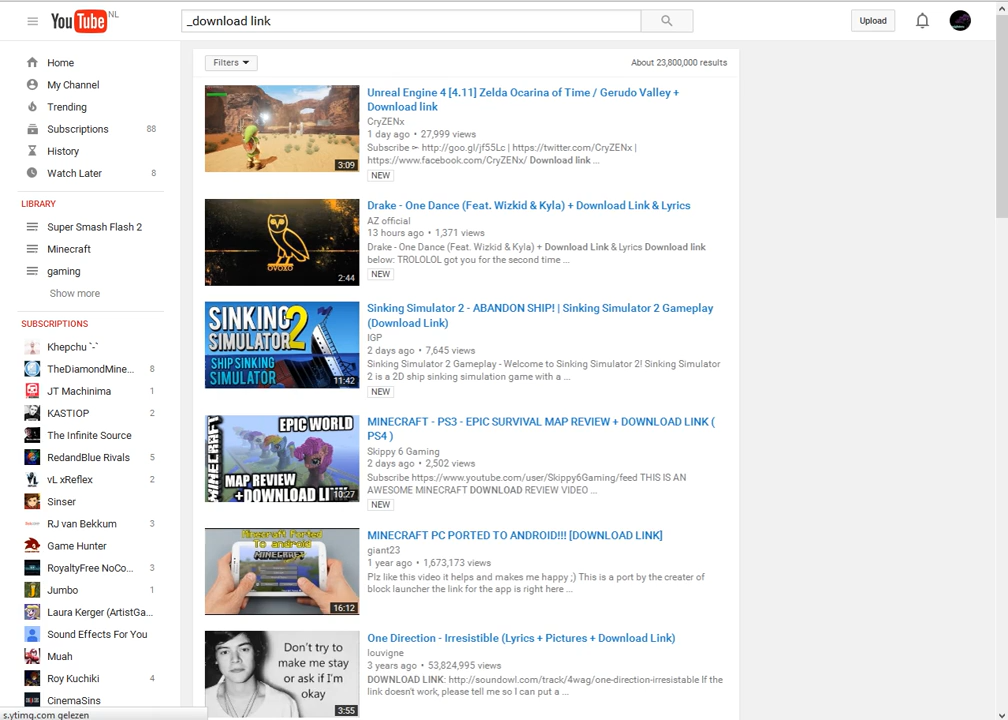 YouTube NL
_download link
Upload
Home
My Channel
Trending
Subscriptions 88
History
Watch Later 8
LIBRARY
Super Smash Flash 2
Minecraft
gaming
Show more
SUBSCRIPTIONS
Khepchu ˘-˘
TheDiamondMine... 8
JT Machinima 1
KASTIOP 2
The Infinite Source
RedandBlue Rivals 5
vL xReflex 2
Sinser
RJ van Bekkum 3
Game Hunter
RoyaltyFree NoCo... 3
Jumbo 1
Laura Kerger (ArtistGa...
Sound Effects For You
Muah
Roy Kuchiki 4
CinemaSins
s.ytimg.com gelezen
Filters
About 23,800,000 results
3:09
Unreal Engine 4 [4.11] Zelda Ocarina of Time / Gerudo Valley +
Download link
CryZENx
1 day ago • 27,999 views
Subscribe ➳ http://goo.gl/jf55Lc | https://twitter.com/CryZENx |
https://www.facebook.com/CryZENx/ Download link ...
NEW
OVOXO
2:44
Drake - One Dance (Feat. Wizkid & Kyla) + Download Link & Lyrics
AZ official
13 hours ago • 1,371 views
Drake - One Dance (Feat. Wizkid & Kyla) + Download Link & Lyrics Download link
below: TROLOLOL got you for the second time ...
NEW
SINKING
SIMULATOR 2
SHIP SINKING
SIMULATOR
11:42
Sinking Simulator 2 - ABANDON SHIP! | Sinking Simulator 2 Gameplay
(Download Link)
IGP
2 days ago • 7,645 views
Sinking Simulator 2 Gameplay - Welcome to Sinking Simulator 2! Sinking Simulator
2 is a 2D ship sinking simulation game with a ...
NEW
MINECRAFT
EPIC WORLD
MAP REVIEW
+DOWNLOAD LI
10:27
MINECRAFT - PS3 - EPIC SURVIVAL MAP REVIEW + DOWNLOAD LINK (
PS4 )
Skippy 6 Gaming
2 days ago • 2,502 views
Subscribe https://www.youtube.com/user/Skippy6Gaming/feed THIS IS AN
AWESOME MINECRAFT DOWNLOAD REVIEW VIDEO ...
NEW
Minecraft Ported
To android
MINECRAFT
16:12
MINECRAFT PC PORTED TO ANDROID!!! [DOWNLOAD LINK]
giant23
1 year ago • 1,673,173 views
Plz like this video it helps and makes me happy ;) This is a port by the creater of
block launcher the link for the app is right here ...
Don't try to
make me stay
or ask if I'm
okay
3:55
One Direction - Irresistible (Lyrics + Pictures + Download Link)
louvigne
3 years ago • 53,824,995 views
DOWNLOAD LINK: http://soundowl.com/track/4wag/one-direction-irresistible If the
link doesn't work, please tell me so I can put a ...